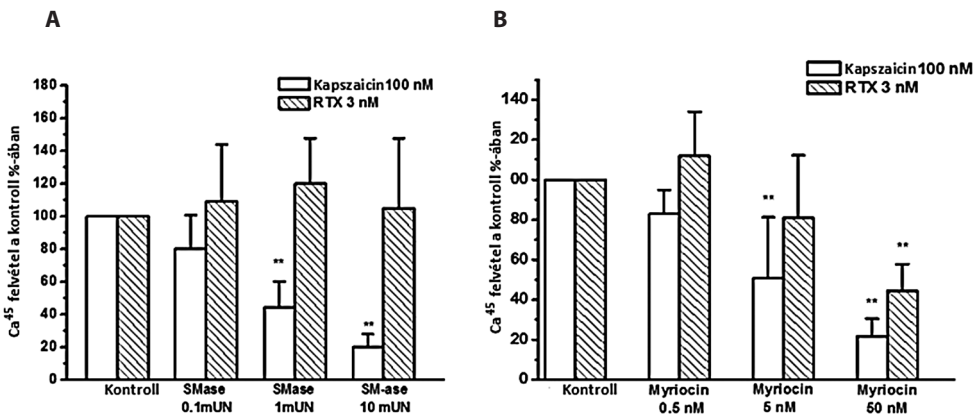 A
Kapszaicin100 nM
RTX 3 nM
Ca45 felvétel a kontroll %-ában
180
160
140
120
100
80
60
40
20
0
Kontroll
SMase
0.1mUN
SMase
1mUN
SM-ase
10 mUN
**
**
B
Kapszaicin 100 nM
RTX 3 nM
Ca45 felvétel a kontroll %-ában
140
20
00
80
60
40
20
0
Kontroll
Myriocin
0.5 nM
Myriocin
5 nM
Myriocin
50 nM
**
**
**